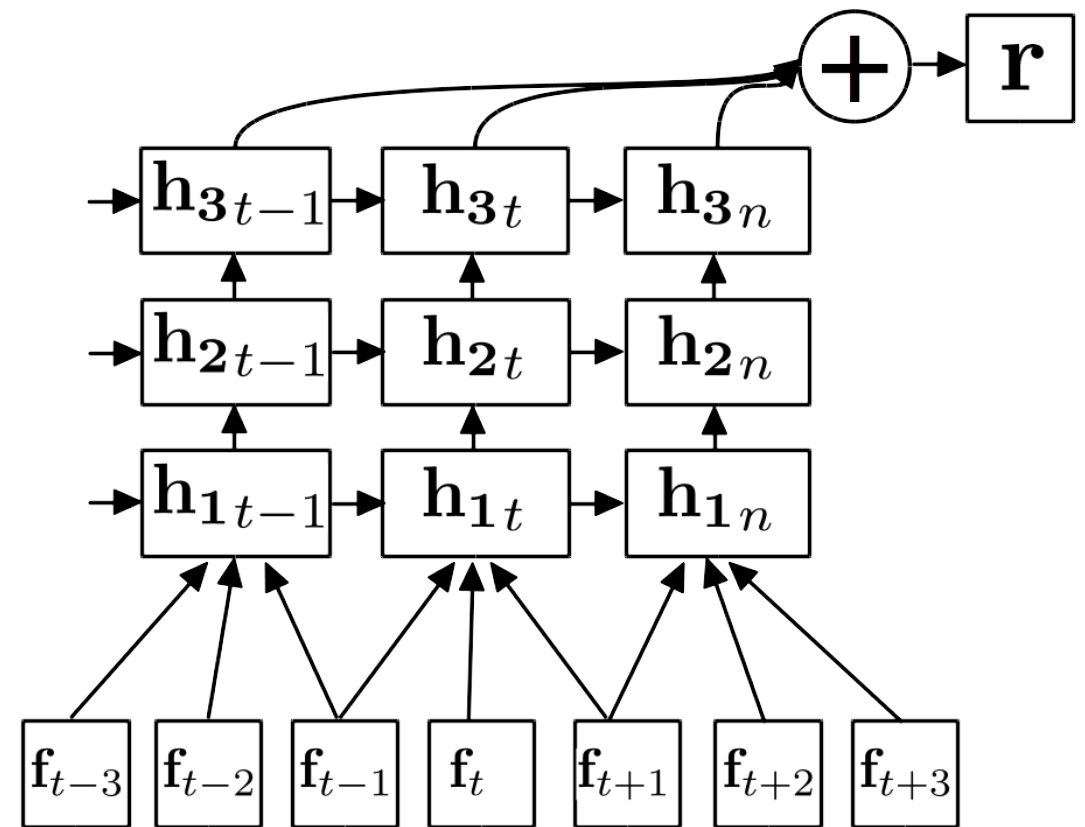 + r
h3t−1 h3t h3n
h2t−1 h2t h2n
h1t−1 h1t h1n
ft−3 ft−2 ft−1 ft ft+1 ft+2 ft+3